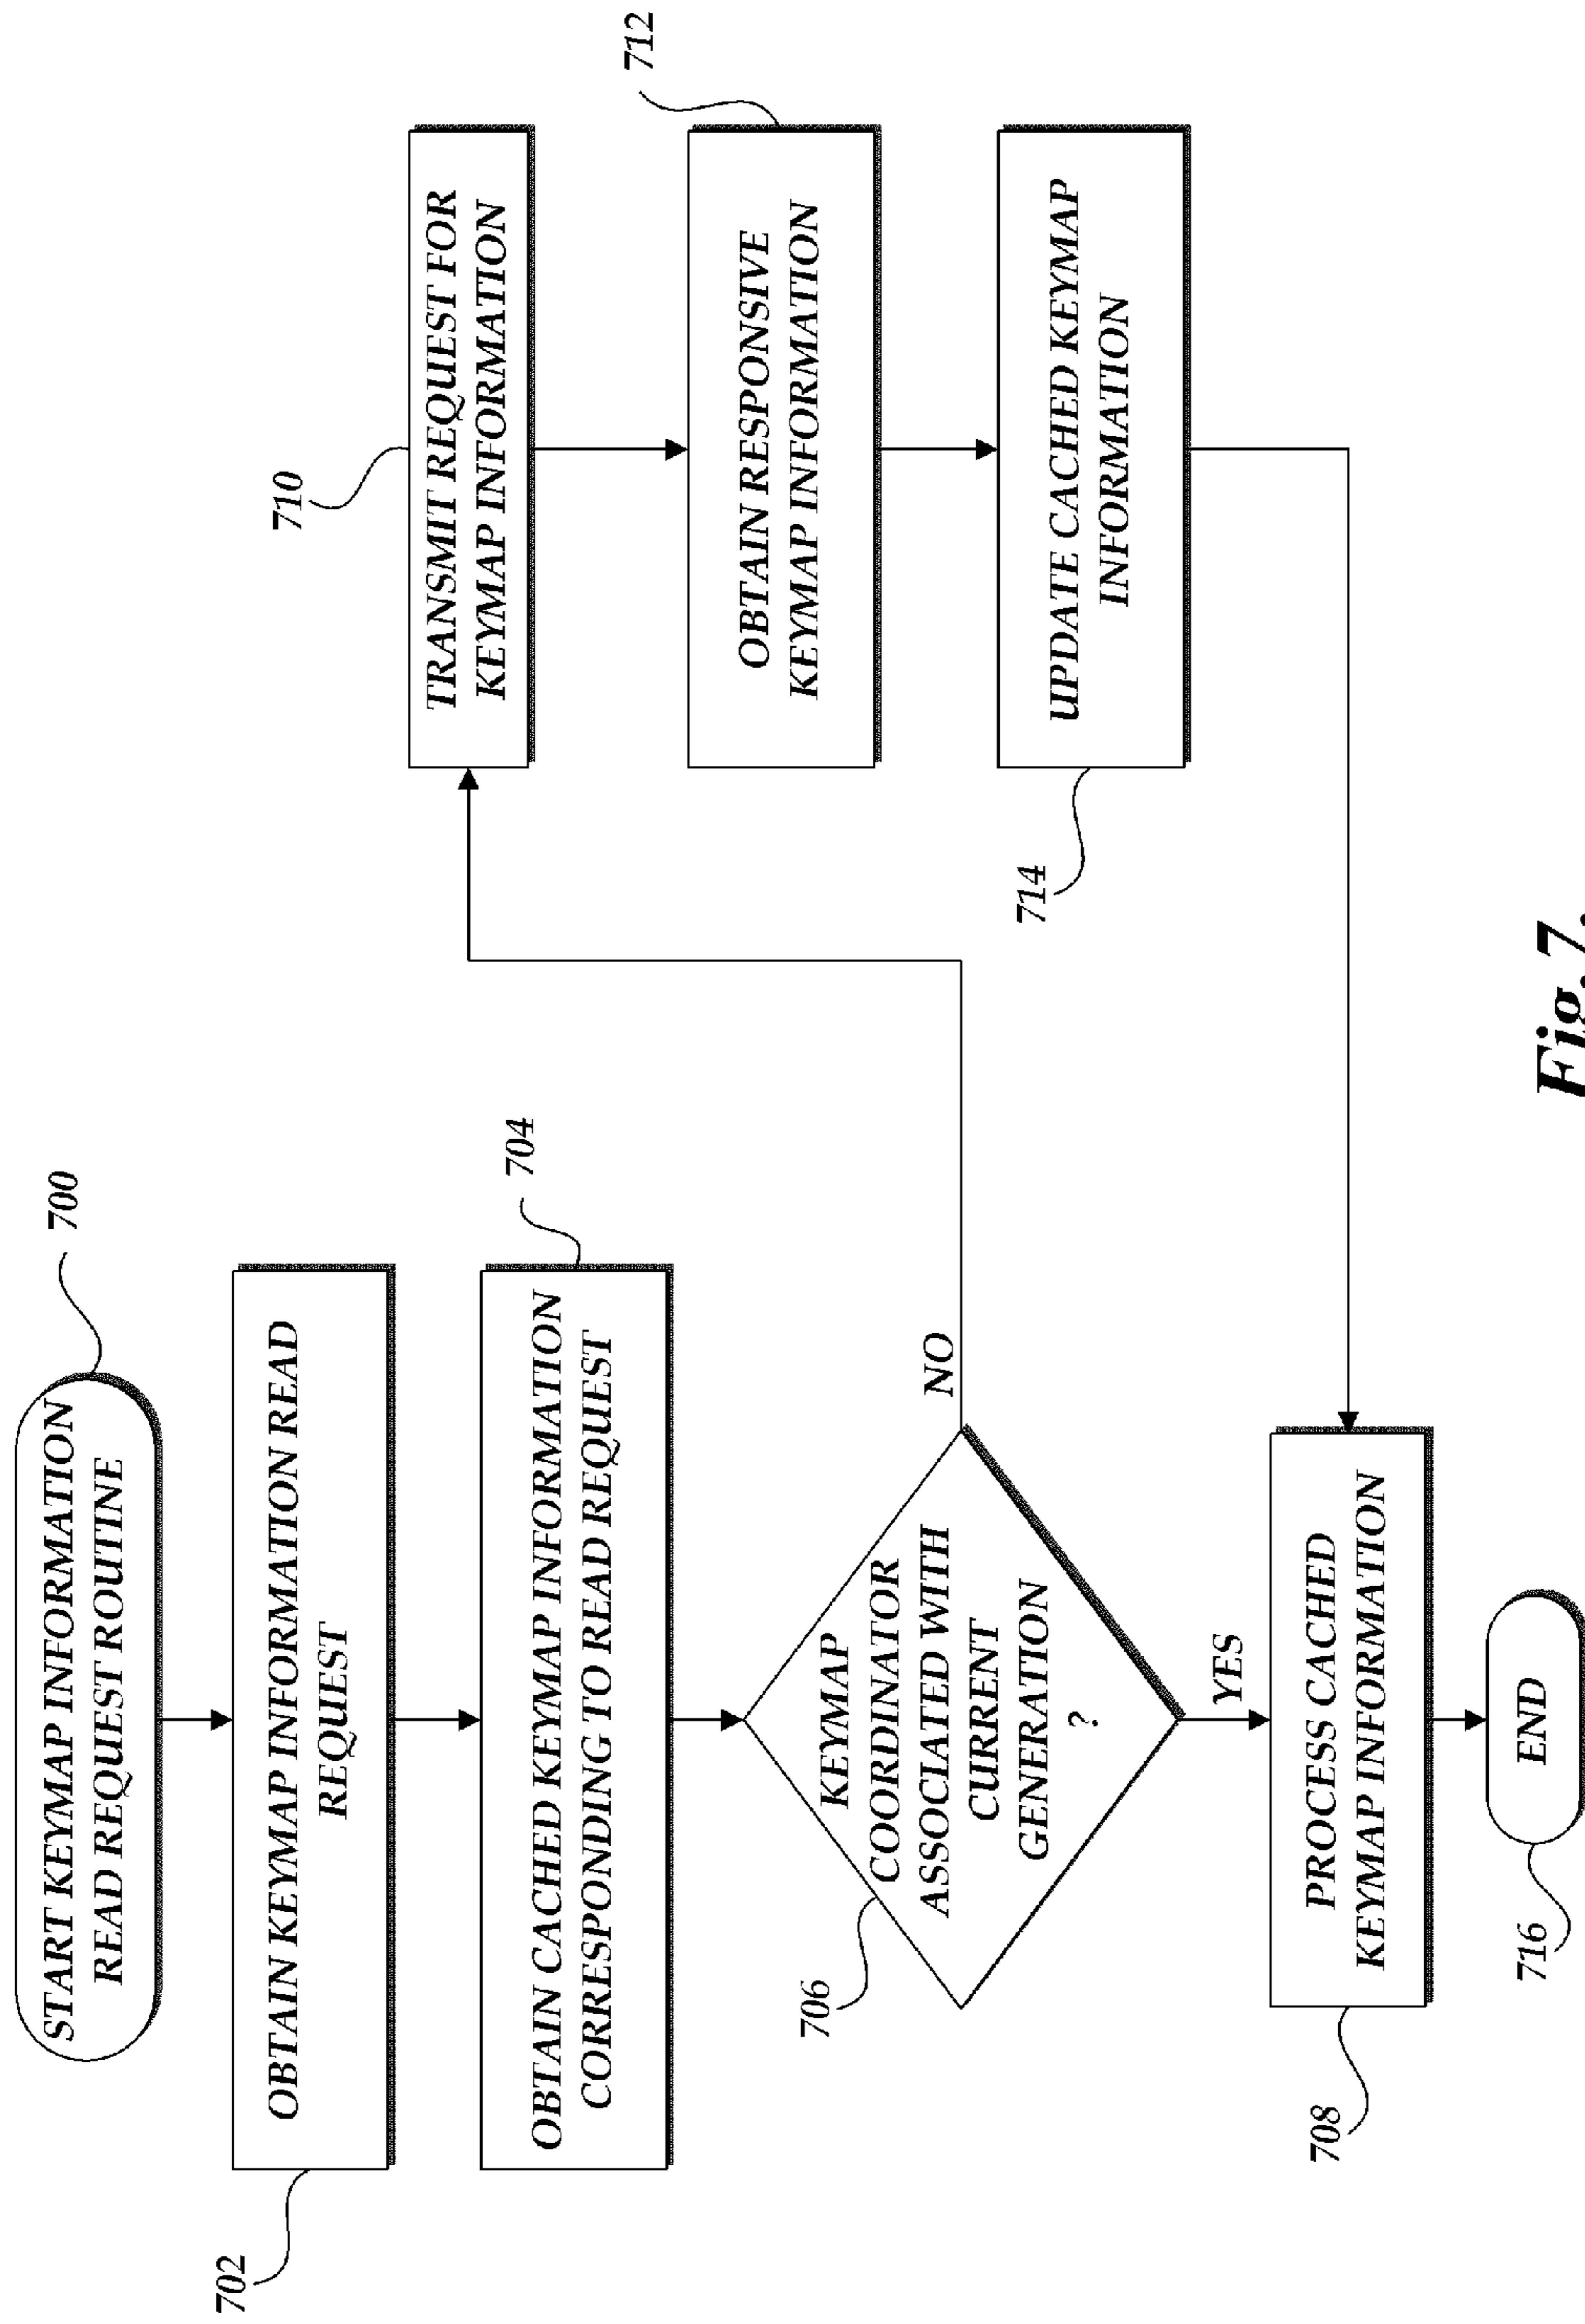 START KEYMAP INFORMATION
READ REQUEST ROUTINE
700
OBTAIN KEYMAP INFORMATION READ
REQUEST
702
OBTAIN CACHED KEYMAP INFORMATION
CORRESPONDING TO READ REQUEST
704
KEYMAP
COORDINATOR
ASSOCIATED WITH
CURRENT
GENERATION
?
706
NO
YES
PROCESS CACHED
KEYMAP INFORMATION
708
END
716
710
TRANSMIT REQUEST FOR
KEYMAP INFORMATION
712
OBTAIN RESPONSIVE
KEYMAP INFORMATION
UPDATE CACHED KEYMAP
INFORMATION
714
Fig.7.